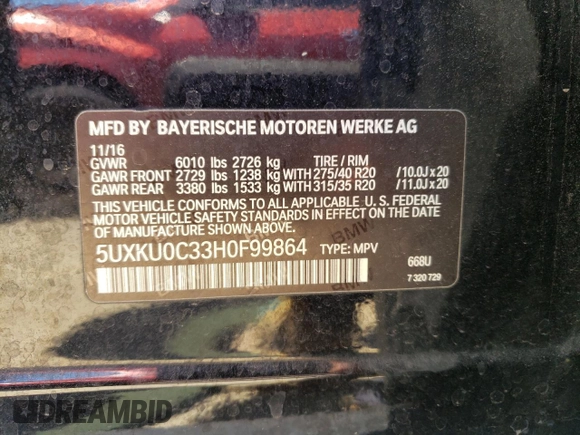 MFD BY BAYERISCHE MOTOREN WERKE AG
11/16
GVWR 6010 lbs 2726 kg TIRE / RIM
GAWR FRONT 2729 lbs 1238 kg WITH 275/40 R20 /10.0J x 20
GAWR REAR 3380 lbs 1533 kg WITH 315/35 R20 /11.0J x 20
THIS VEHICLE CONFORMS TO ALL APPLICABLE U. S. FEDERAL
MOTOR VEHICLE SAFETY STANDARDS IN EFFECT ON THE
DATE OF MANUFACTURE SHOWN ABOVE.
5UXKU0C33H0F99864 TYPE: MPV
668U
7 320 729
DREAMBID